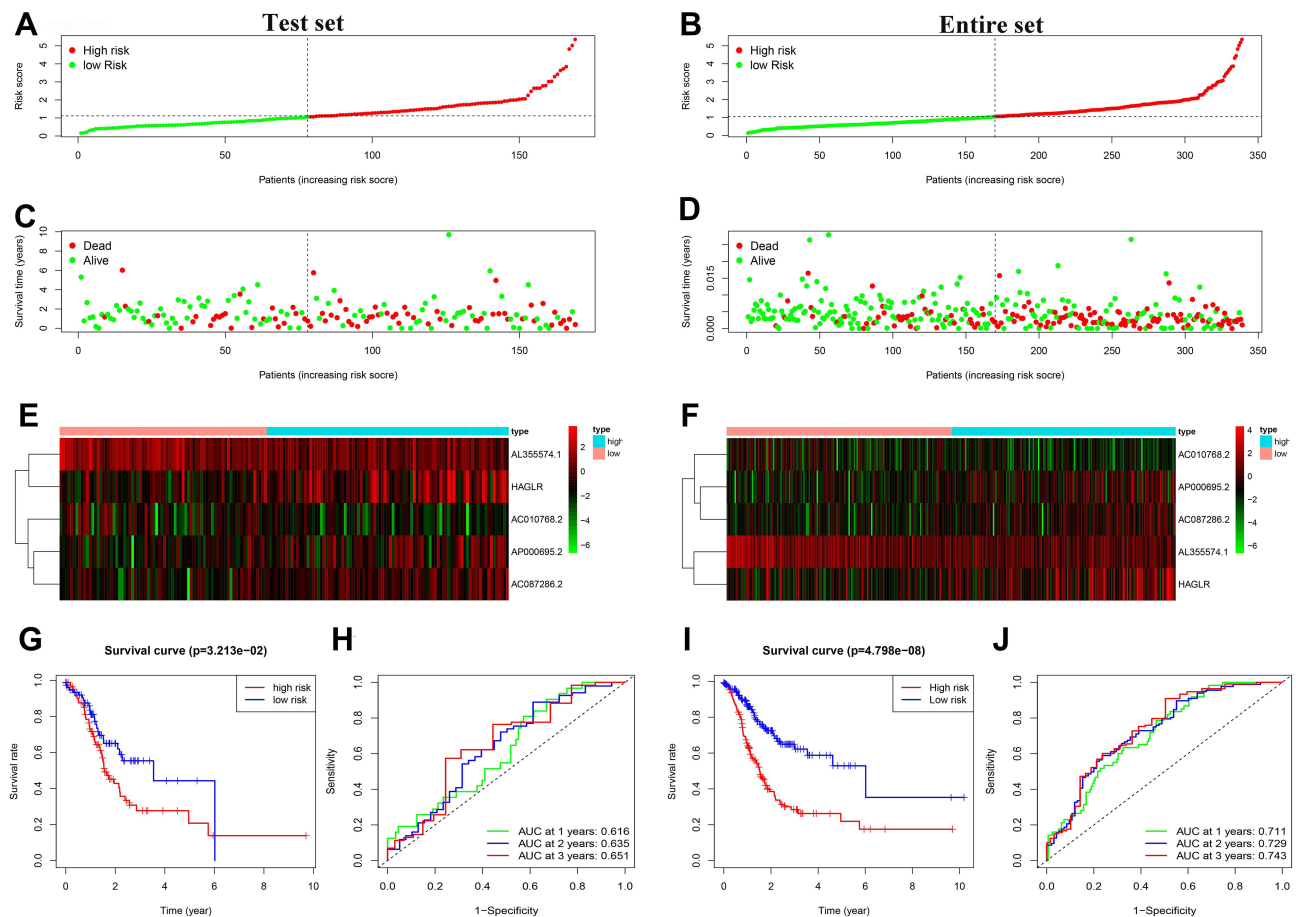 A
Test set
High risk
low Risk
Risk score
0 1 2 3 4 5
0 50 100 150
Patients (increasing risk socre)
B
Entire set
High risk
low Risk
Risk score
0 1 2 3 4 5
0 50 100 150 200 250 300 350
Patients (increasing risk socre)
C
Dead
Alive
Survival time (years)
0 2 4 6 8 10
0 50 100 150
Patients (increasing risk socre)
D
Dead
Alive
Survival time (years)
0.000 0.015
0 50 100 150 200 250 300 350
Patients (increasing risk socre)
E
type
AL355574.1
HAGLR
AC010768.2
AP000695.2
AC087286.2
2
0
−2
−4
−6
type
high
low
F
type
AC010768.2
AP000695.2
AC087286.2
AL355574.1
HAGLR
4
2
0
−2
−4
−6
type
high
low
G
Survival curve (p=3.213e−02)
high risk
low risk
Survival rate
0.0 0.2 0.4 0.6 0.8 1.0
0 2 4 6 8 10
Time (year)
H
Sensitivity
0.0 0.2 0.4 0.6 0.8 1.0
AUC at 1 years: 0.616
AUC at 2 years: 0.635
AUC at 3 years: 0.651
0.0 0.2 0.4 0.6 0.8 1.0
1−Specificity
I
Survival curve (p=4.798e−08)
High risk
Low risk
Survival rate
0.0 0.2 0.4 0.6 0.8 1.0
0 2 4 6 8 10
Time (year)
J
Sensitivity
0.0 0.2 0.4 0.6 0.8 1.0
AUC at 1 years: 0.711
AUC at 2 years: 0.729
AUC at 3 years: 0.743
0.0 0.2 0.4 0.6 0.8 1.0
1−Specificity